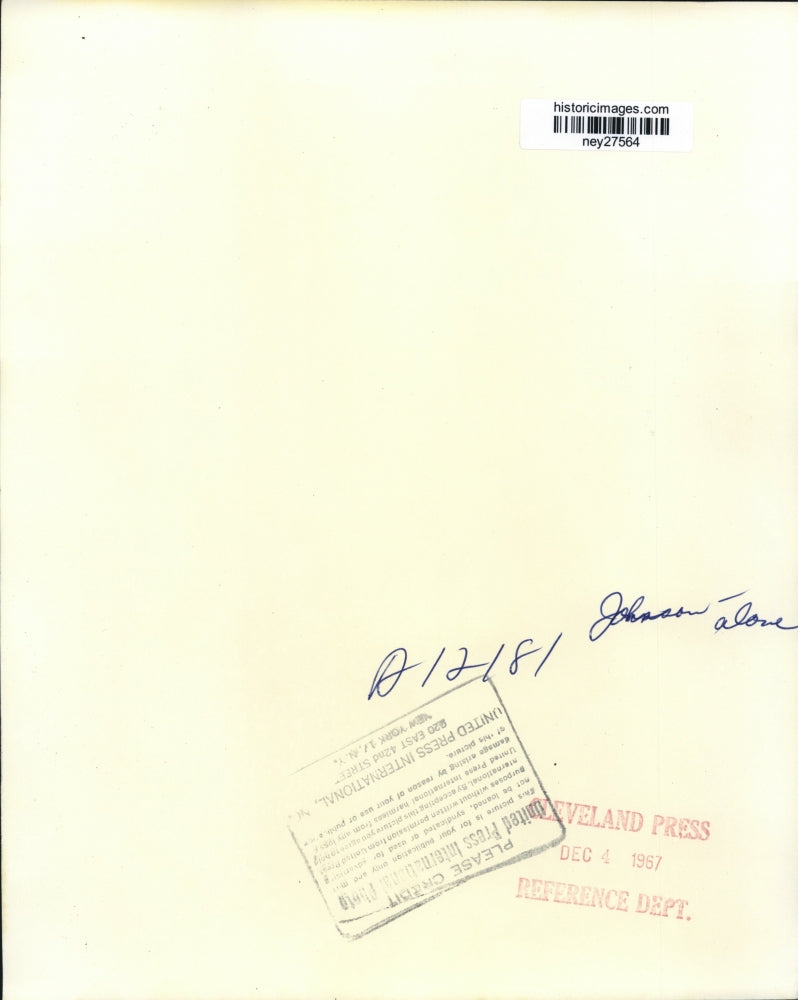 historicimages.com
ney27564
Johnson - alone
A 12/81
CLEVELAND PRESS
DEC 4 1967
REFERENCE DEPT.
PLEASE CREDIT
United Press International Photo
This picture is for your publication only and must
not be loaned, syndicated or used for advertising
purposes without written permission from United Press
International. By accepting this picture you agree to hold
United Press International harmless from any loss or
damage arising by reason of your use or publication
of this picture.
UNITED PRESS INTERNATIONAL,
220 EAST 42nd STREET
NEW YORK 17, N.Y.